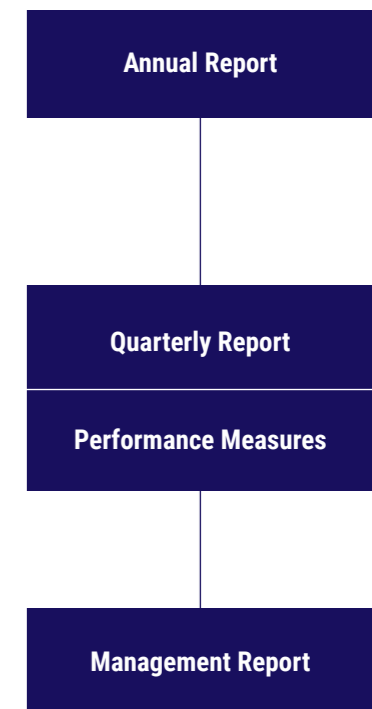 Annual Report
Quarterly Report
Performance Measures
Management Report